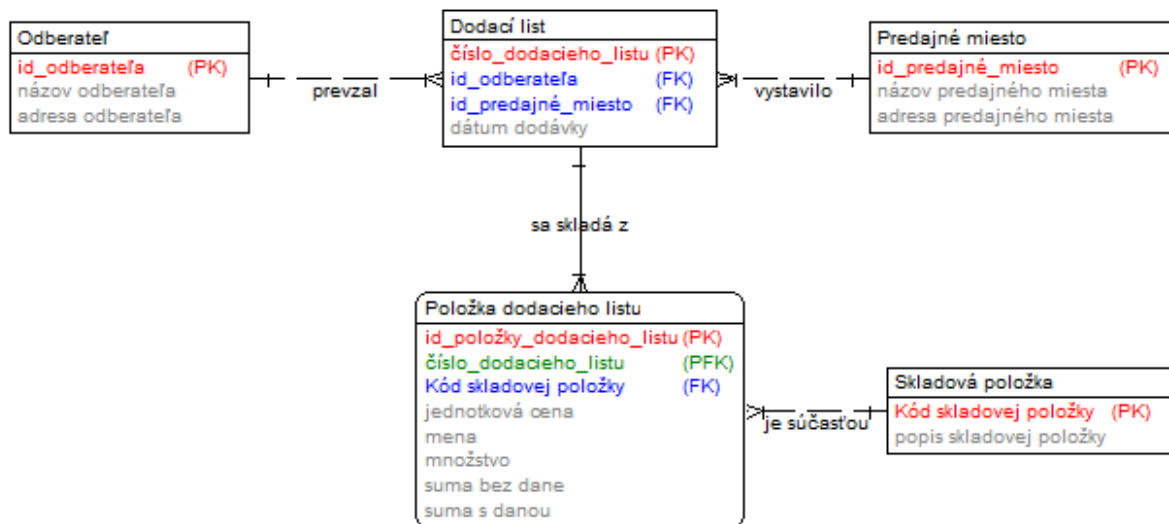 Odberateľ
id_odberateľa (PK)
názov odberateľa
adresa odberateľa
prevzal
Dodací list
číslo_dodacieho_listu (PK)
id_odberateľa (FK)
id_predajné_miesto (FK)
dátum dodávky
vystavilo
Predajné miesto
id_predajné_miesto (PK)
názov predajného miesta
adresa predajného miesta
sa skladá z
Položka dodacieho listu
id_položky_dodacieho_listu (PK)
číslo_dodacieho_listu (PFK)
Kód skladovej položky (FK)
jednotková cena
mena
množstvo
suma bez dane
suma s danou
je súčasťou
Skladová položka
Kód skladovej položky (PK)
popis skladovej položky